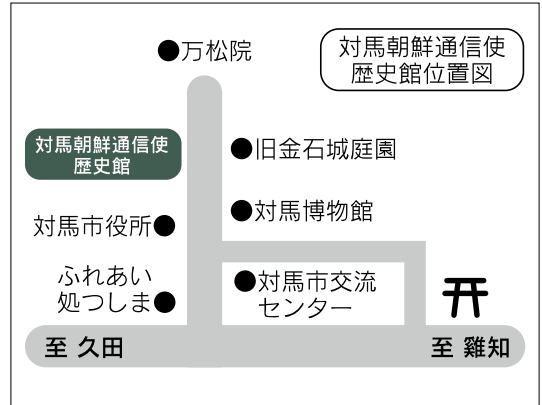 ●万松院
対馬朝鮮通信使
歴史館位置図
対馬朝鮮通信使
歴史館
●旧金石城庭園
●対馬博物館
対馬市役所●
ふれあい
処つしま●
●対馬市交流
センター
至 久田
至 雞知